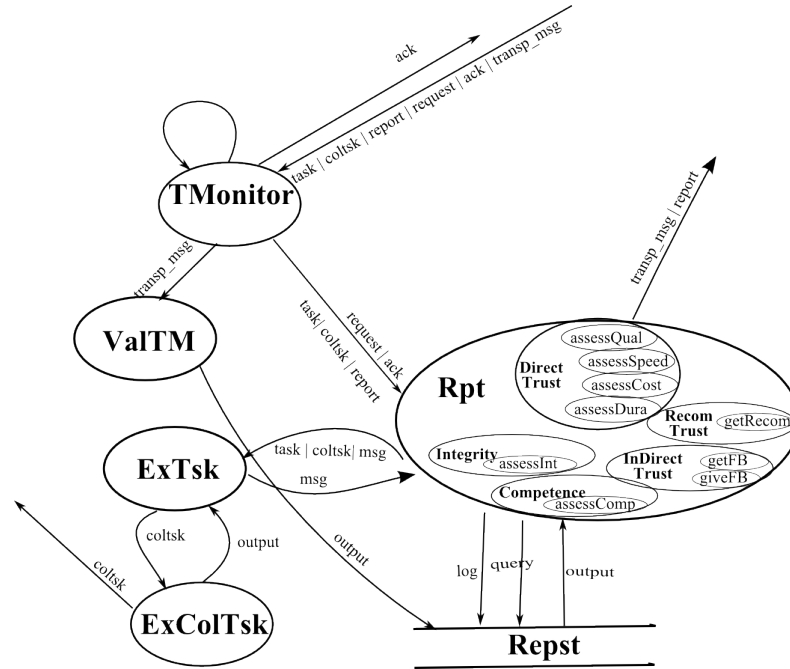 ack
task | coltsk | report | request | ack | transp_msg
TMonitor
transp_msg
request | ack
task| coltsk | report
transp_msg | report
ValTM
Rpt
Direct
Trust
assessQual
assessSpeed
assessCost
assessDura
Recom
Trust
getRecom
Integrity
assessInt
InDirect
Trust
getFB
giveFB
Competence
assessComp
task | coltsk| msg
msg
ExTsk
coltsk
output
coltsk
ExColTsk
output
log
query
output
Repst